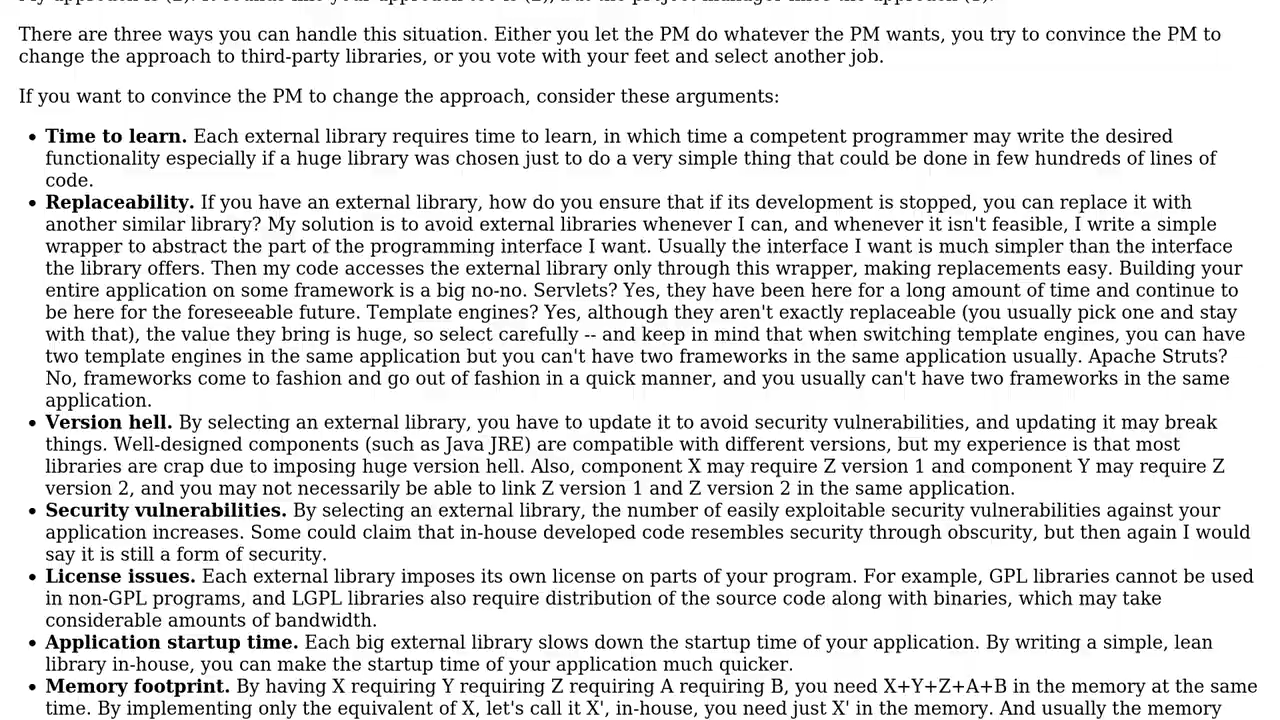 There are three ways you can handle this situation. Either you let the PM do whatever the PM wants, you try to convince the PM to
change the approach to third-party libraries, or you vote with your feet and select another job.
If you want to convince the PM to change the approach, consider these arguments:
• Time to learn. Each external library requires time to learn, in which time a competent programmer may write the desired
functionality especially if a huge library was chosen just to do a very simple thing that could be done in few hundreds of lines of
code.
• Replaceability. If you have an external library, how do you ensure that if its development is stopped, you can replace it with
another similar library? My solution is to avoid external libraries whenever I can, and whenever it isn't feasible, I write a simple
wrapper to abstract the part of the programming interface I want. Usually the interface I want is much simpler than the interface
the library offers. Then my code accesses the external library only through this wrapper, making replacements easy. Building your
entire application on some framework is a big no-no. Servlets? Yes, they have been here for a long amount of time and continue to
be here for the foreseeable future. Template engines? Yes, although they aren't exactly replaceable (you usually pick one and stay
with that), the value they bring is huge, so select carefully -- and keep in mind that when switching template engines, you can have
two template engines in the same application but you can't have two frameworks in the same application usually. Apache Struts?
No, frameworks come to fashion and go out of fashion in a quick manner, and you usually can't have two frameworks in the same
application.
• Version hell. By selecting an external library, you have to update it to avoid security vulnerabilities, and updating it may break
things. Well-designed components (such as Java JRE) are compatible with different versions, but my experience is that most
libraries are crap due to imposing huge version hell. Also, component X may require Z version 1 and component Y may require Z
version 2, and you may not necessarily be able to link Z version 1 and Z version 2 in the same application.
• Security vulnerabilities. By selecting an external library, the number of easily exploitable security vulnerabilities against your
application increases. Some could claim that in-house developed code resembles security through obscurity, but then again I would
say it is still a form of security.
• License issues. Each external library imposes its own license on parts of your program. For example, GPL libraries cannot be used
in non-GPL programs, and LGPL libraries also require distribution of the source code along with binaries, which may take
considerable amounts of bandwidth.
• Application startup time. Each big external library slows down the startup time of your application. By writing a simple, lean
library in-house, you can make the startup time of your application much quicker.
• Memory footprint. By having X requiring Y requiring Z requiring A requiring B, you need X+Y+Z+A+B in the memory at the same
time. By implementing only the equivalent of X, let's call it X', in-house, you need just X' in the memory. And usually the memory